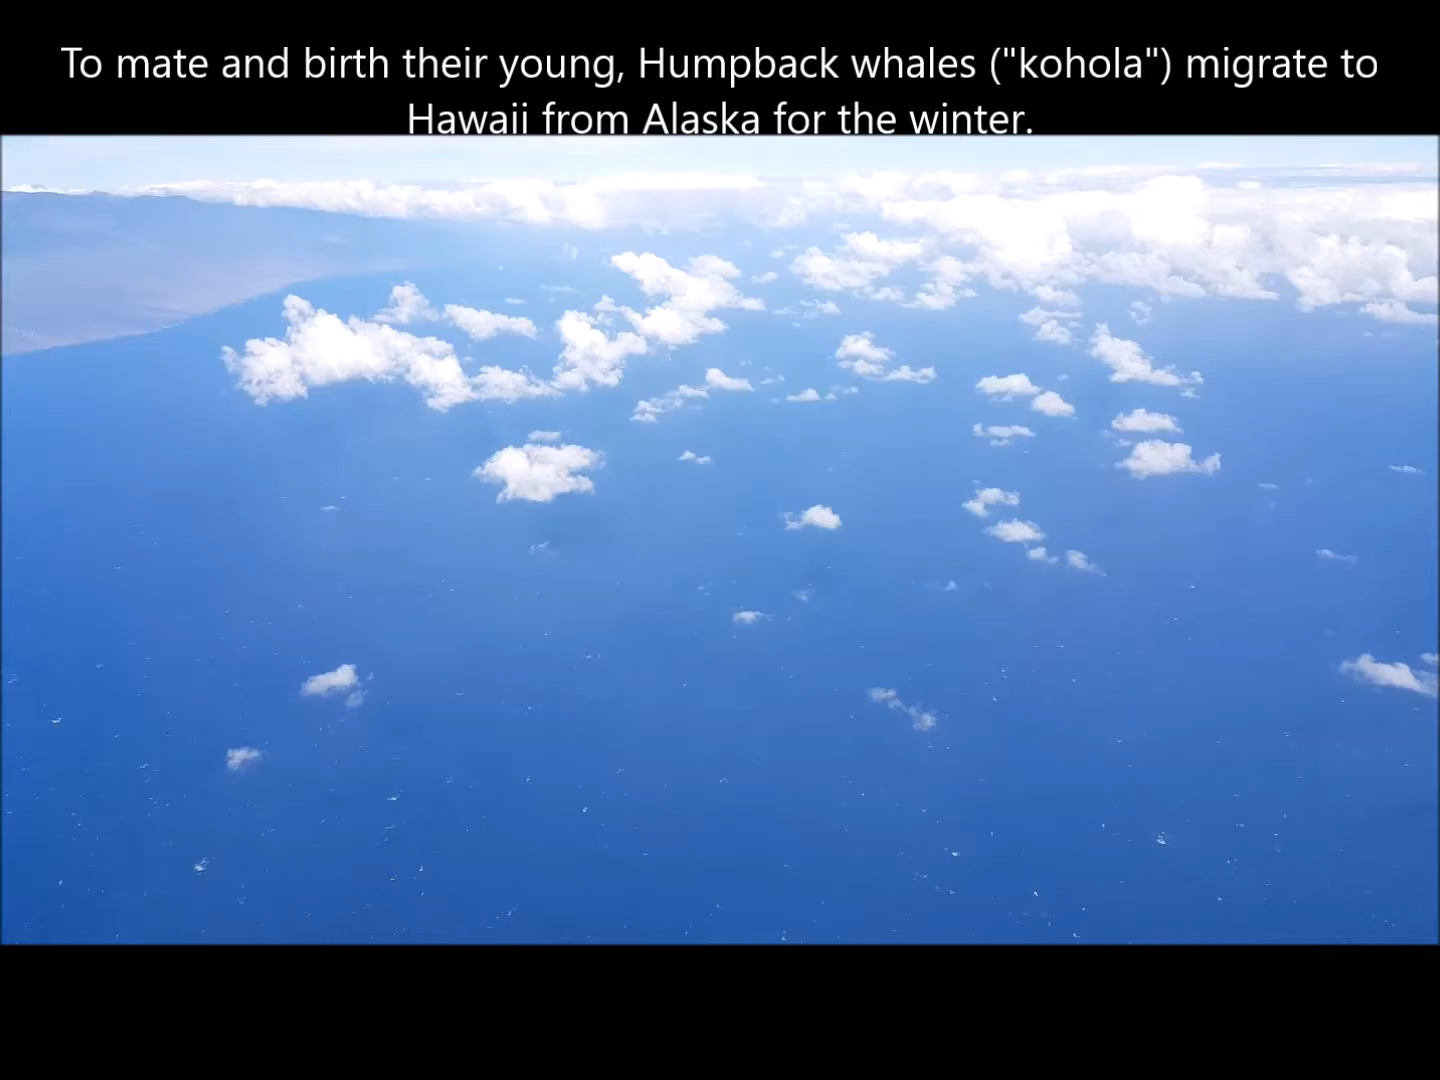 To mate and birth their young, Humpback whales ("kohola") migrate to
Hawaii from Alaska for the winter.